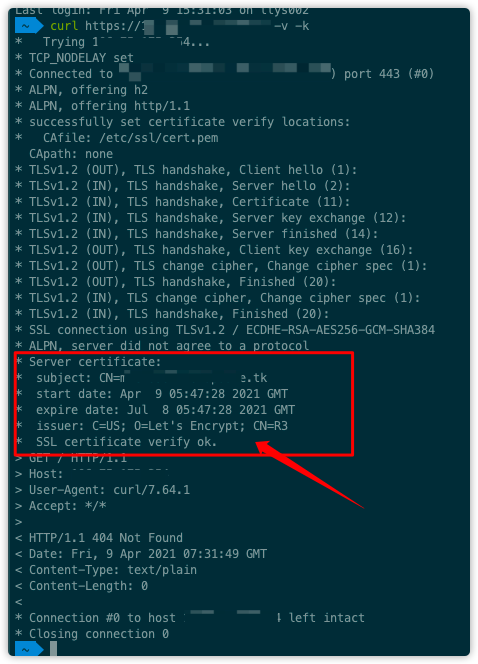 Last login: Fri Apr 9 15:31:03 on ttys002
~ curl https://1 -v -k
* Trying 1 4...
* TCP_NODELAY set
* Connected to ) port 443 (#0)
* ALPN, offering h2
* ALPN, offering http/1.1
* successfully set certificate verify locations:
* CAfile: /etc/ssl/cert.pem
CApath: none
* TLSv1.2 (OUT), TLS handshake, Client hello (1):
* TLSv1.2 (IN), TLS handshake, Server hello (2):
* TLSv1.2 (IN), TLS handshake, Certificate (11):
* TLSv1.2 (IN), TLS handshake, Server key exchange (12):
* TLSv1.2 (IN), TLS handshake, Server finished (14):
* TLSv1.2 (OUT), TLS handshake, Client key exchange (16):
* TLSv1.2 (OUT), TLS change cipher, Change cipher spec (1):
* TLSv1.2 (OUT), TLS handshake, Finished (20):
* TLSv1.2 (IN), TLS change cipher, Change cipher spec (1):
* TLSv1.2 (IN), TLS handshake, Finished (20):
* SSL connection using TLSv1.2 / ECDHE-RSA-AES256-GCM-SHA384
* ALPN, server did not agree to a protocol
* Server certificate:
* subject: CN=m e.tk
* start date: Apr 9 05:47:28 2021 GMT
* expire date: Jul 8 05:47:28 2021 GMT
* issuer: C=US; O=Let's Encrypt; CN=R3
* SSL certificate verify ok.
> GET / HTTP/1.1
> Host:
> User-Agent: curl/7.64.1
> Accept: */*
>
< HTTP/1.1 404 Not Found
< Date: Fri, 9 Apr 2021 07:31:49 GMT
< Content-Type: text/plain
< Content-Length: 0
<
* Connection #0 to host 4 left intact
* Closing connection 0
~